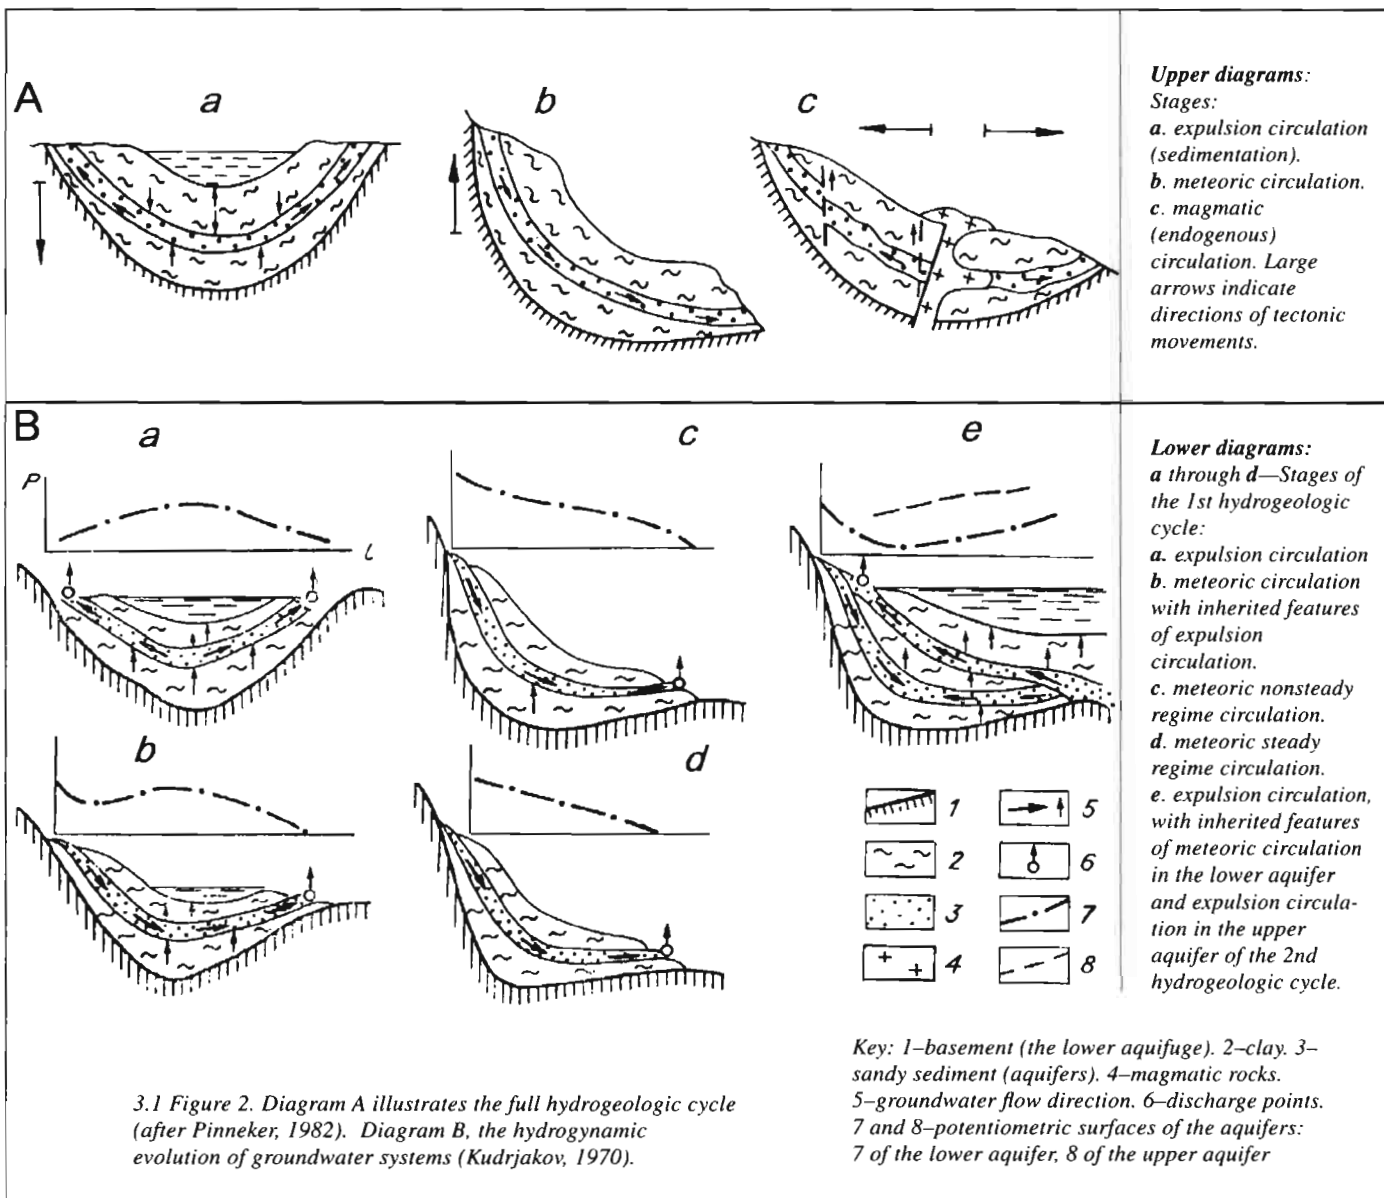 A
a
b
c
Upper diagrams:
Stages:
a. expulsion circulation
(sedimentation).
b. meteoric circulation.
c. magmatic
(endogenous)
circulation. Large
arrows indicate
directions of tectonic
movements.
B
a
c
e
P
l
b
d
Lower diagrams:
a through d—Stages of
the 1st hydrogeologic
cycle:
a. expulsion circulation
b. meteoric circulation
with inherited features
of expulsion
circulation.
c. meteoric nonsteady
regime circulation.
d. meteoric steady
regime circulation.
e. expulsion circulation,
with inherited features
of meteoric circulation
in the lower aquifer
and expulsion circula-
tion in the upper
aquifer of the 2nd
hydrogeologic cycle.
1
5
2
6
3
7
4
8
Key: 1–basement (the lower aquifuge). 2–clay. 3–
sandy sediment (aquifers). 4–magmatic rocks.
5–groundwater flow direction. 6–discharge points.
7 and 8–potentiometric surfaces of the aquifers:
7 of the lower aquifer, 8 of the upper aquifer
3.1 Figure 2. Diagram A illustrates the full hydrogeologic cycle
(after Pinneker, 1982). Diagram B, the hydrogynamic
evolution of groundwater systems (Kudrjakov, 1970).